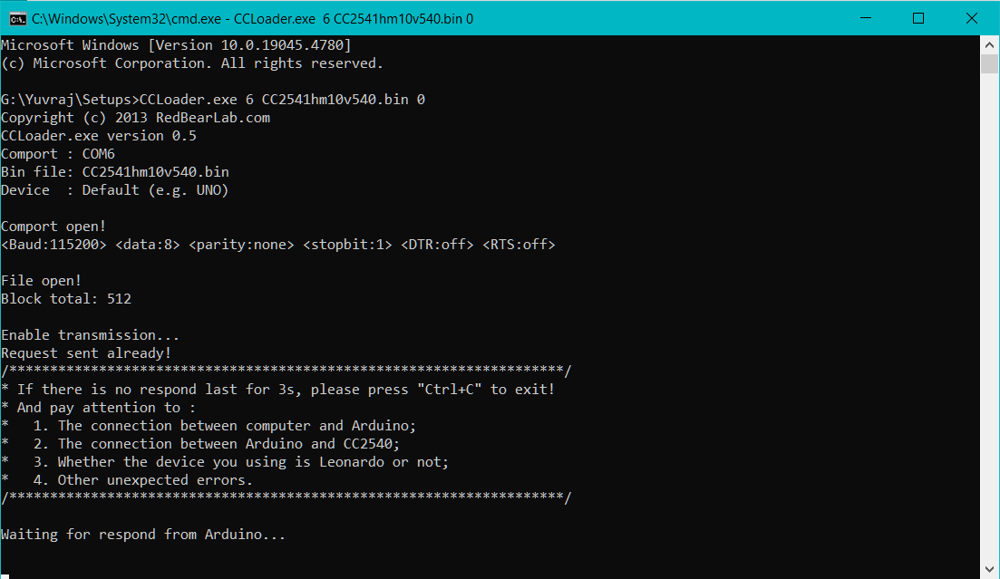 C:\Windows\System32\cmd.exe - CCLoader.exe  6 CC2541hm10v540.bin 0
Microsoft Windows [Version 10.0.19045.4780]
(c) Microsoft Corporation. All rights reserved.
G:\Yuvraj\Setups>CCLoader.exe 6 CC2541hm10v540.bin 0
Copyright (c) 2013 RedBearLab.com
CCLoader.exe version 0.5
Comport : COM6
Bin file: CC2541hm10v540.bin
Device  : Default (e.g. UNO)
Comport open!
<Baud:115200> <data:8> <parity:none> <stopbit:1> <DTR:off> <RTS:off>
File open!
Block total: 512
Enable transmission...
Request sent already!
/********************************************************************/
* If there is no respond last for 3s, please press "Ctrl+C" to exit!
* And pay attention to :
*   1. The connection between computer and Arduino;
*   2. The connection between Arduino and CC2540;
*   3. Whether the device you using is Leonardo or not;
*   4. Other unexpected errors.
/********************************************************************/
Waiting for respond from Arduino...